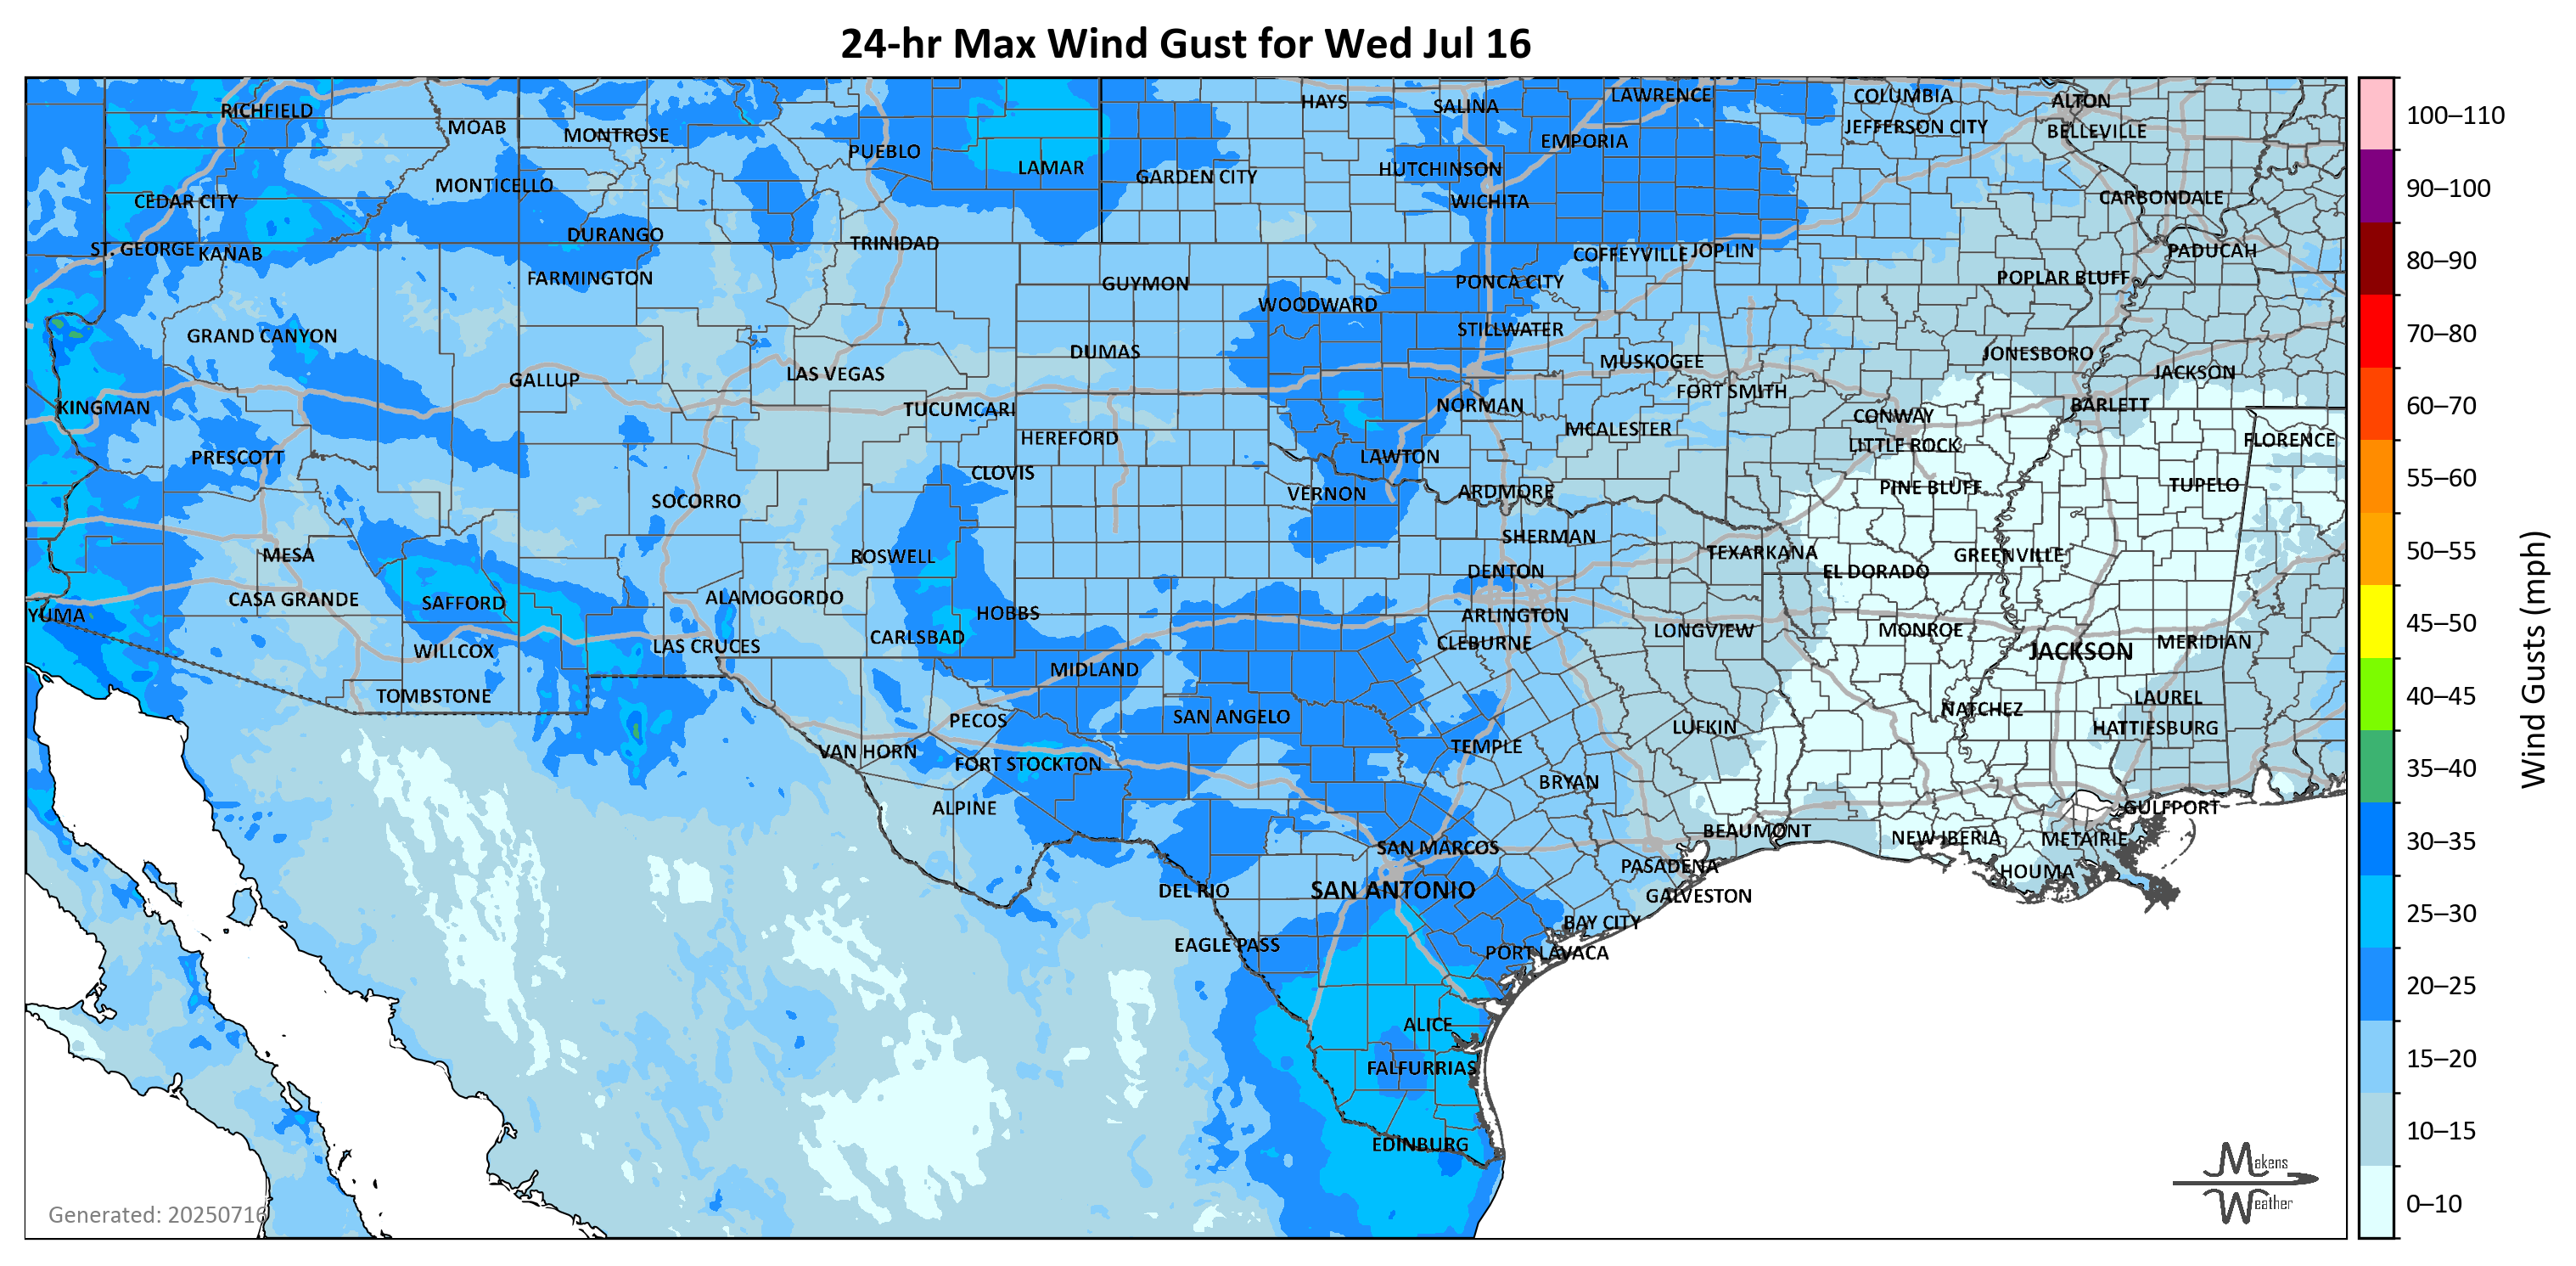 24-hr Max Wind Gust for Wed Jul 16
RICHFIELD
MOAB
MONTROSE
PUEBLO
LAMAR
HAYS
SALINA
LAWRENCE
COLUMBIA
ALTON
EMPORIA
JEFFERSON CITY
BELLEVILLE
CEDAR CITY
MONTICELLO
GARDEN CITY
HUTCHINSON
WICHITA
CARBONDALE
ST. GEORGE
KANAB
DURANGO
TRINIDAD
COFFEYVILLE
JOPLIN
PADUCAH
FARMINGTON
GUYMON
PONCA CITY
POPLAR BLUFF
WOODWARD
GRAND CANYON
STILLWATER
DUMAS
MUSKOGEE
JONESBORO
GALLUP
LAS VEGAS
FORT SMITH
JACKSON
KINGMAN
TUCUMCARI
NORMAN
CONWAY
BARLETT
HEREFORD
MCALESTER
LITTLE ROCK
FLORENCE
PRESCOTT
CLOVIS
LAWTON
SOCORRO
VERNON
ARDMORE
PINE BLUFF
TUPELO
MESA
ROSWELL
SHERMAN
TEXARKANA
GREENVILLE
DENTON
EL DORADO
CASA GRANDE
SAFFORD
ALAMOGORDO
YUMA
HOBBS
ARLINGTON
LAS CRUCES
CARLSBAD
CLEBURNE
LONGVIEW
MONROE
JACKSON
MERIDIAN
WILLCOX
MIDLAND
TOMBSTONE
PECOS
SAN ANGELO
NATCHEZ
LAUREL
LUFKIN
HATTIESBURG
VAN HORN
FORT STOCKTON
TEMPLE
BRYAN
ALPINE
GULFPORT
BEAUMONT
NEW IBERIA
METAIRIE
SAN MARCOS
PASADENA
HOUMA
DEL RIO
SAN ANTONIO
GALVESTON
BAY CITY
EAGLE PASS
PORT LAVACA
ALICE
FALFURRIAS
EDINBURG
Generated: 20250716
Makens
Weather
100–110
90–100
80–90
70–80
60–70
55–60
50–55
45–50
40–45
35–40
30–35
25–30
20–25
15–20
10–15
0–10
Wind Gusts (mph)